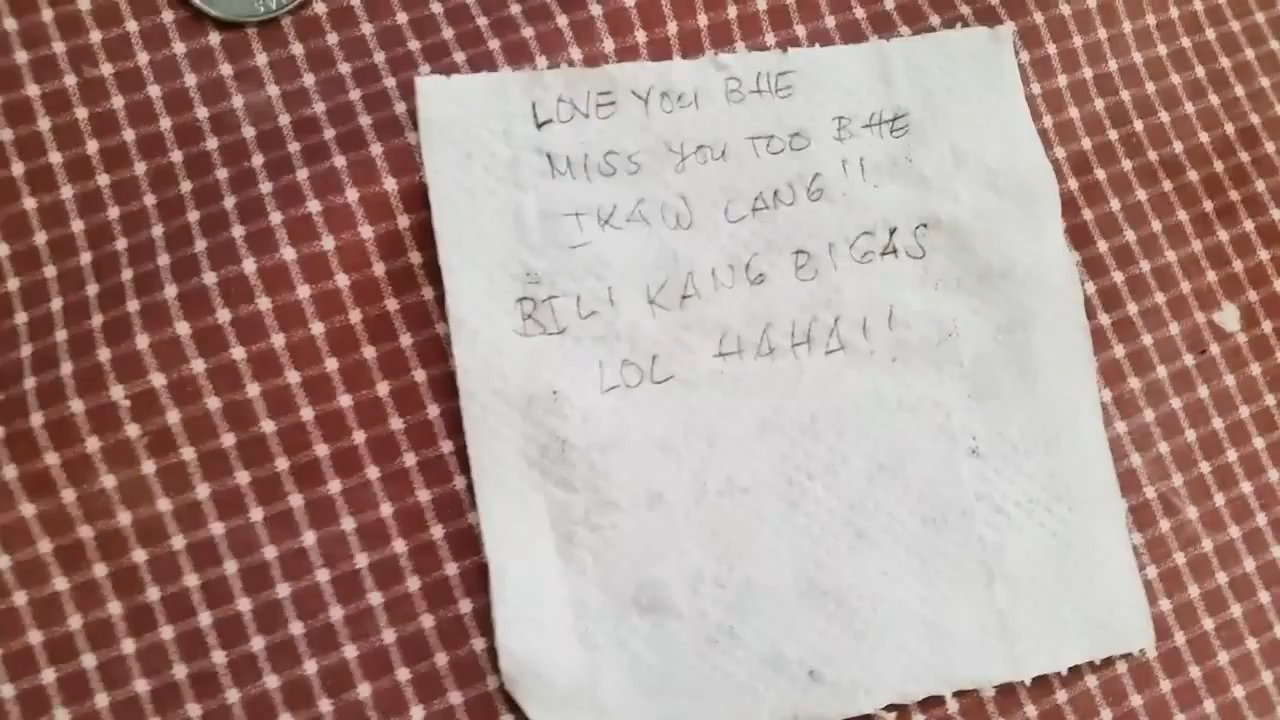 LOVE YOU BHE
MISS YOU TOO BHE
IKAW LANG!!
BILI KANG BIGAS
LOL HAHA!!